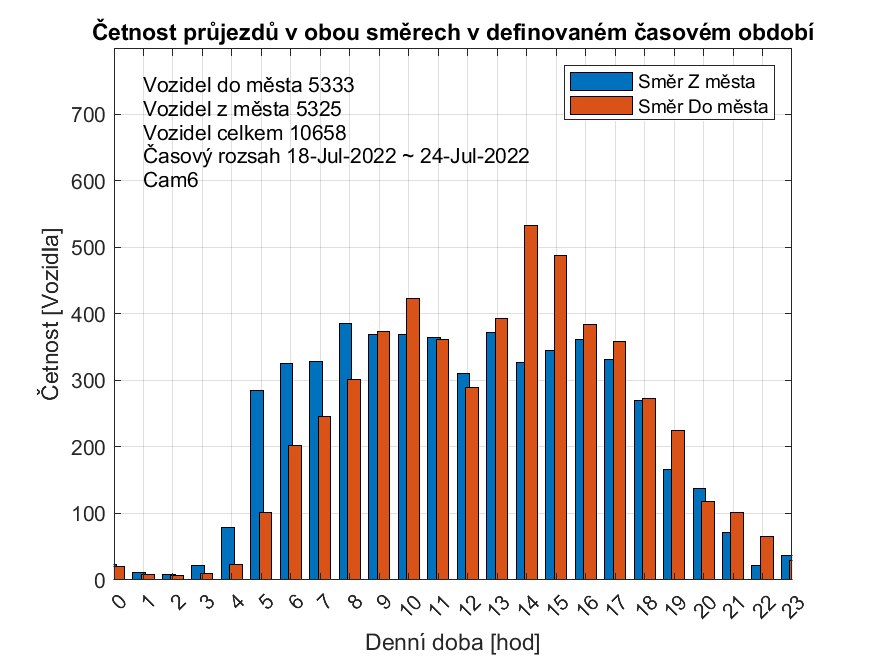 Četnost průjezdů v obou směrech v definovaném časovém období
Vozidel do města 5333
Vozidel z města 5325
Vozidel celkem 10658
Časový rozsah 18-Jul-2022 ~ 24-Jul-2022
Cam6
Směr Z města
Směr Do města
Četnost [Vozidla]
700
600
500
400
300
200
100
0
0 1 2 3 4 5 6 7 8 9 10 11 12 13 14 15 16 17 18 19 20 21 22 23
Denní doba [hod]